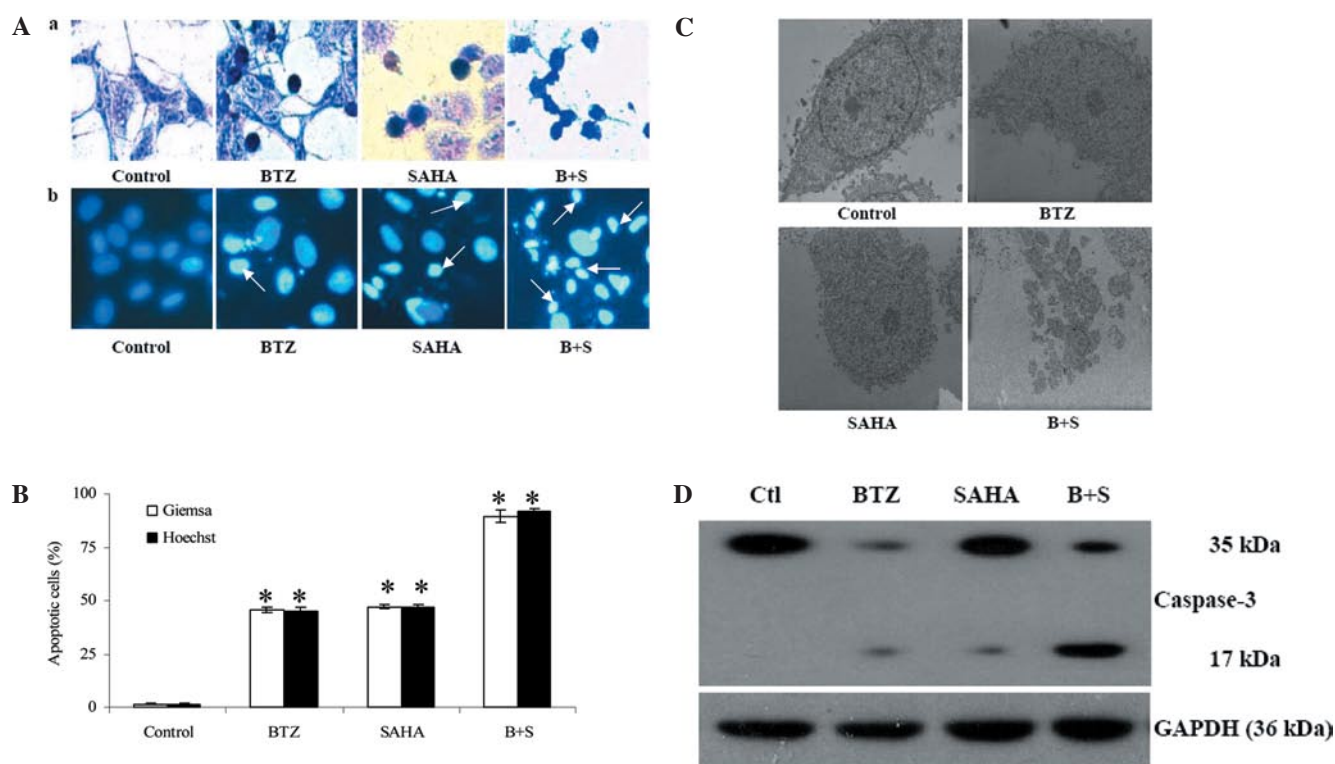 A
a
Control BTZ SAHA B+S
b
Control BTZ SAHA B+S
C
Control BTZ
SAHA B+S
B
100
75
50
25
0
Apoptotic cells (%)
Giemsa
Hoechst
* * * * * *
Control BTZ SAHA B+S
D
Ctl BTZ SAHA B+S
35 kDa
Caspase-3
17 kDa
GAPDH (36 kDa)